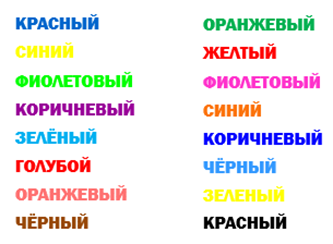 КРАСНЫЙ
СИНИЙ
ФИОЛЕТОВЫЙ
КОРИЧНЕВЫЙ
ЗЕЛЁНЫЙ
ГОЛУБОЙ
ОРАНЖЕВЫЙ
ЧЁРНЫЙ
ОРАНЖЕВЫЙ
ЖЕЛТЫЙ
ФИОЛЕТОВЫЙ
СИНИЙ
КОРИЧНЕВЫЙ
ЧЁРНЫЙ
ЗЕЛЕНЫЙ
КРАСНЫЙ